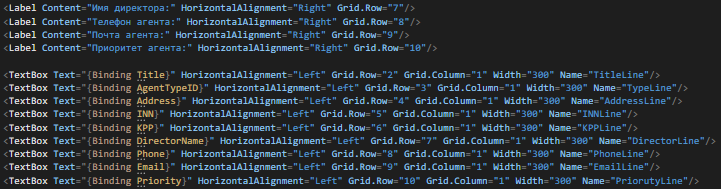 <Label Content="Имя директора:" HorizontalAlignment="Right" Grid.Row="7"/>
<Label Content="Телефон агента:" HorizontalAlignment="Right" Grid.Row="8"/>
<Label Content="Почта агента:" HorizontalAlignment="Right" Grid.Row="9"/>
<Label Content="Приоритет агента:" HorizontalAlignment="Right" Grid.Row="10"/>
<TextBox Text="{Binding Title}" HorizontalAlignment="Left" Grid.Row="2" Grid.Column="1" Width="300" Name="TitleLine"/>
<TextBox Text="{Binding AgentTypeID}" HorizontalAlignment="Left" Grid.Row="3" Grid.Column="1" Width="300" Name="TypeLine"/>
<TextBox Text="{Binding Address}" HorizontalAlignment="Left" Grid.Row="4" Grid.Column="1" Width="300" Name="AddressLine"/>
<TextBox Text="{Binding INN}" HorizontalAlignment="Left" Grid.Row="5" Grid.Column="1" Width="300" Name="INNLine"/>
<TextBox Text="{Binding KPP}" HorizontalAlignment="Left" Grid.Row="6" Grid.Column="1" Width="300" Name="KPPLine"/>
<TextBox Text="{Binding DirectorName}" HorizontalAlignment="Left" Grid.Row="7" Grid.Column="1" Width="300" Name="DirectorLine"/>
<TextBox Text="{Binding Phone}" HorizontalAlignment="Left" Grid.Row="8" Grid.Column="1" Width="300" Name="PhoneLine"/>
<TextBox Text="{Binding Email}" HorizontalAlignment="Left" Grid.Row="9" Grid.Column="1" Width="300" Name="EmailLine"/>
<TextBox Text="{Binding Priority}" HorizontalAlignment="Left" Grid.Row="10" Grid.Column="1" Width="300" Name="PriorutyLine"/>